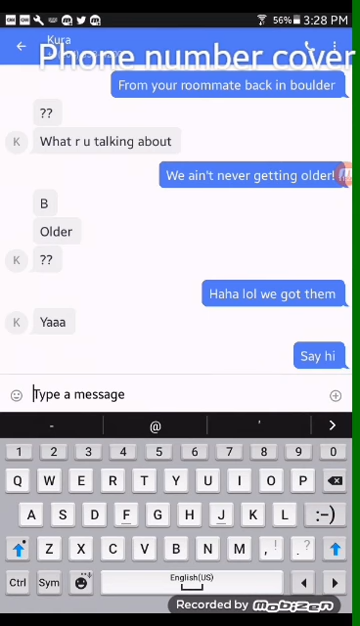 56% 3:28 PM
Kura
Phone number cover
From your roommate back in boulder
??
K What r u talking about
We ain't never getting older!
B
Older
K ??
Haha lol we got them
K Yaaa
Say hi
Type a message
- @ ' >
1 2 3 4 5 6 7 8 9 0
Q W E R T Y U I O P
A S D F G H J K L :-)
Z X C V B N M , ! . ?
Ctrl Sym English(US)
Recorded by mobizen